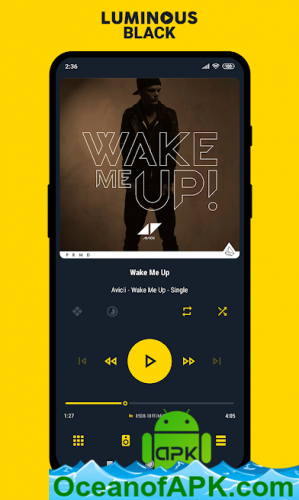 LUMINOUS
BLACK
2:36
WAKE
ME
UP!
AVICII
PRMD
Wake Me Up
Avicii - Wake Me Up - Single
1:27
4:05
apk
OceanofAPK.com